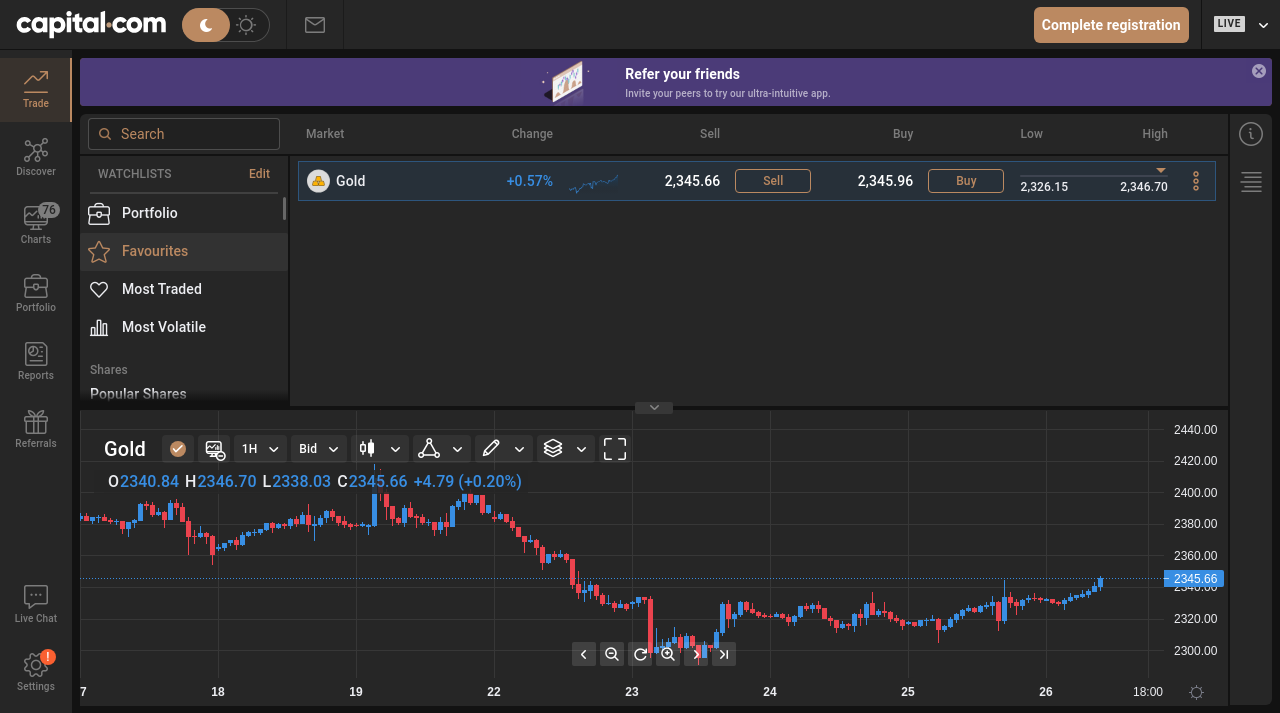 capital.com
Complete registration
LIVE
Trade
Discover
76
Charts
Portfolio
Reports
Referrals
Live Chat
!
Settings
Refer your friends
Invite your peers to try our ultra-intuitive app.
Search
WATCHLISTS Edit
Portfolio
Favourites
Most Traded
Most Volatile
Shares
Popular Shares
Market Change Sell Buy Low High
Gold +0.57% 2,345.66 Sell 2,345.96 Buy 2,326.15 2,346.70
Gold 1H Bid
O2340.84 H2346.70 L2338.03 C2345.66 +4.79 (+0.20%)
2440.00
2420.00
2400.00
2380.00
2360.00
2345.66
2340.00
2320.00
2300.00
7 18 19 22 23 24 25 26 18:00